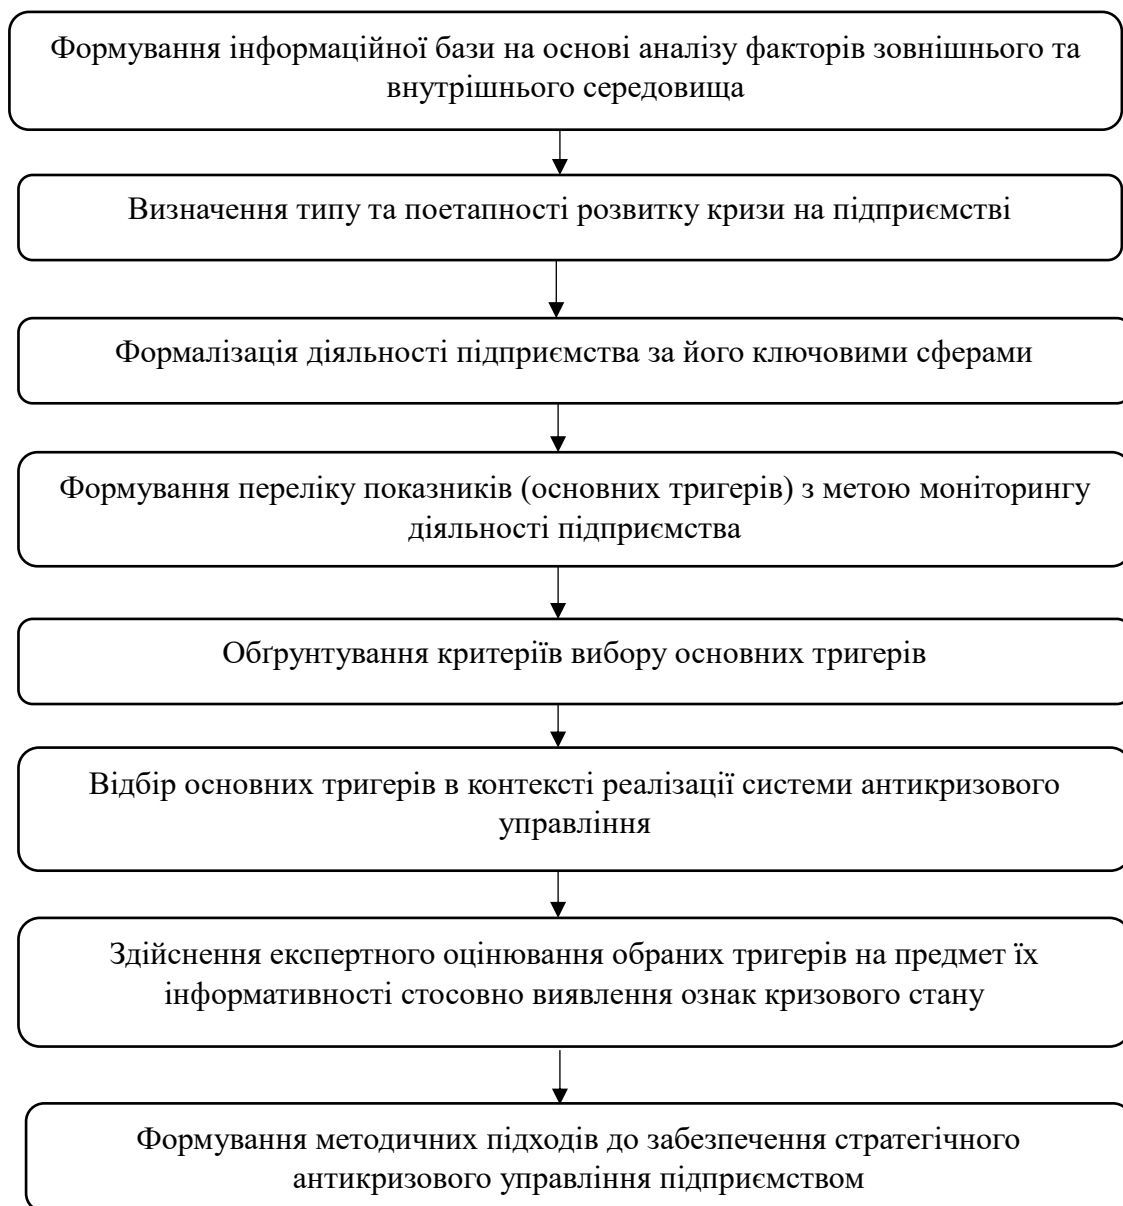 Формування інформаційної бази на основі аналізу факторів зовнішнього та
внутрішнього середовища
Визначення типу та поетапності розвитку кризи на підприємстві
Формалізація діяльності підприємства за його ключовими сферами
Формування переліку показників (основних тригерів) з метою моніторингу
діяльності підприємства
Обґрунтування критеріїв вибору основних тригерів
Відбір основних тригерів в контексті реалізації системи антикризового
управління
Здійснення експертного оцінювання обраних тригерів на предмет їх
інформативності стосовно виявлення ознак кризового стану
Формування методичних підходів до забезпечення стратегічного
антикризового управління підприємством